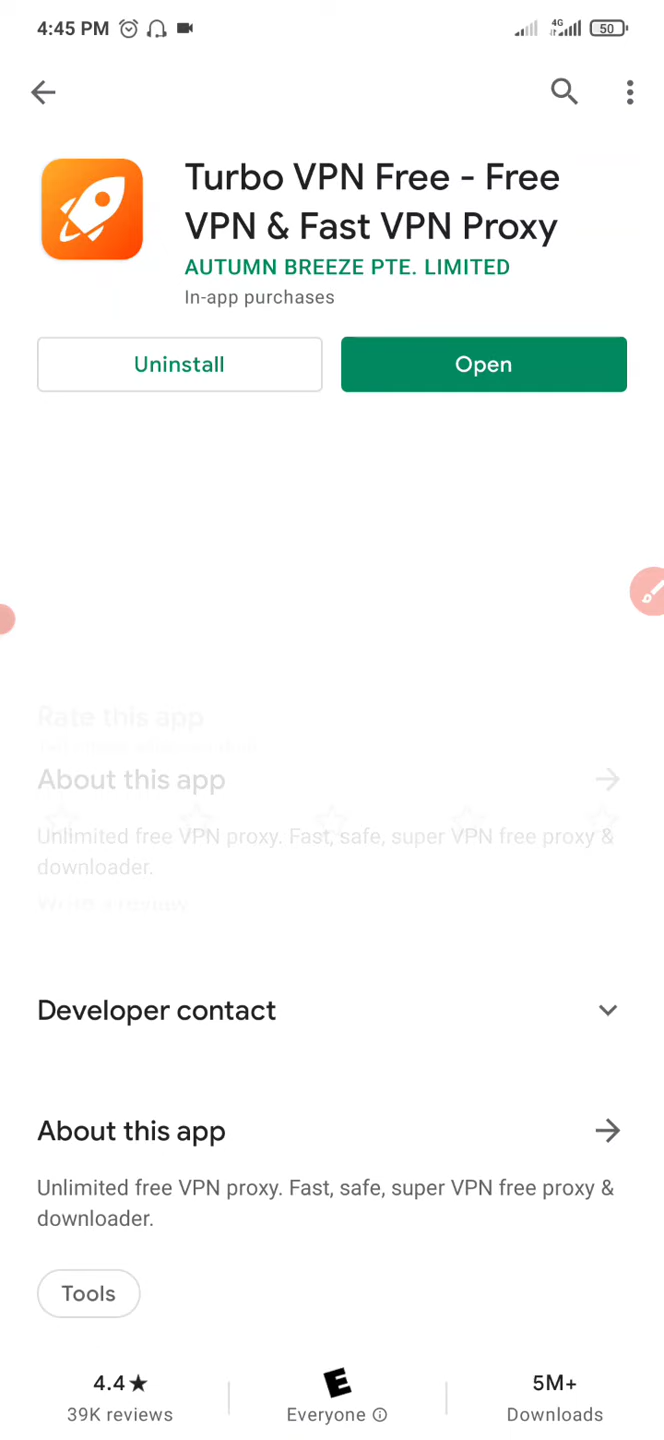 4:45 PM
4G
50
Turbo VPN Free - Free
VPN & Fast VPN Proxy
AUTUMN BREEZE PTE. LIMITED
In-app purchases
Uninstall
Open
Rate this app
About this app
Unlimited free VPN proxy. Fast, safe, super VPN free proxy &
downloader.
Write a review
Developer contact
About this app
Unlimited free VPN proxy. Fast, safe, super VPN free proxy &
downloader.
Tools
4.4★
E
5M+
39K reviews
Everyone
Downloads